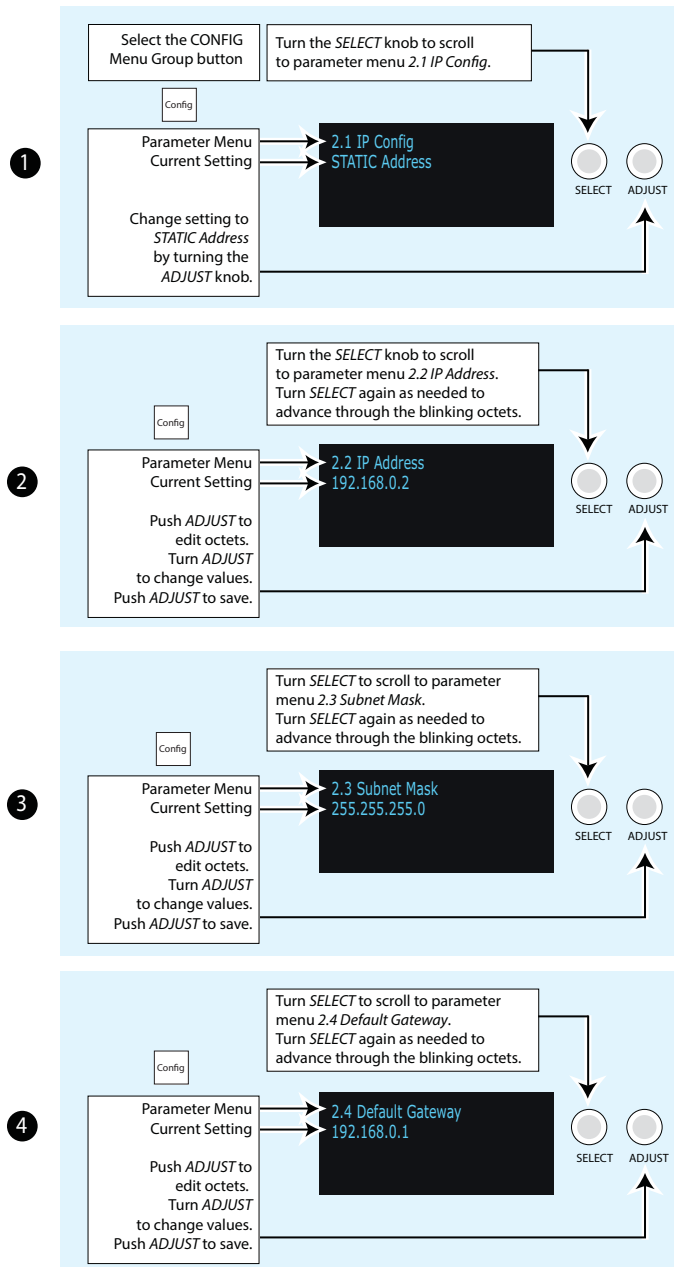 Select the CONFIG
Menu Group button
Turn the SELECT knob to scroll
to parameter menu 2.1 IP Config.
Config
1
Parameter Menu
Current Setting
Change setting to
STATIC Address
by turning the
ADJUST knob.
2.1 IP Config
STATIC Address
SELECT
ADJUST
Turn the SELECT knob to scroll
to parameter menu 2.2 IP Address.
Turn SELECT again as needed to
advance through the blinking octets.
Config
2
Parameter Menu
Current Setting
Push ADJUST to
edit octets.
Turn ADJUST
to change values.
Push ADJUST to save.
2.2 IP Address
192.168.0.2
SELECT
ADJUST
Turn SELECT to scroll to parameter
menu 2.3 Subnet Mask.
Turn SELECT again as needed to
advance through the blinking octets.
Config
3
Parameter Menu
Current Setting
Push ADJUST to
edit octets.
Turn ADJUST
to change values.
Push ADJUST to save.
2.3 Subnet Mask
255.255.255.0
SELECT
ADJUST
Turn SELECT to scroll to parameter
menu 2.4 Default Gateway.
Turn SELECT again as needed to
advance through the blinking octets.
Config
4
Parameter Menu
Current Setting
Push ADJUST to
edit octets.
Turn ADJUST
to change values.
Push ADJUST to save.
2.4 Default Gateway
192.168.0.1
SELECT
ADJUST